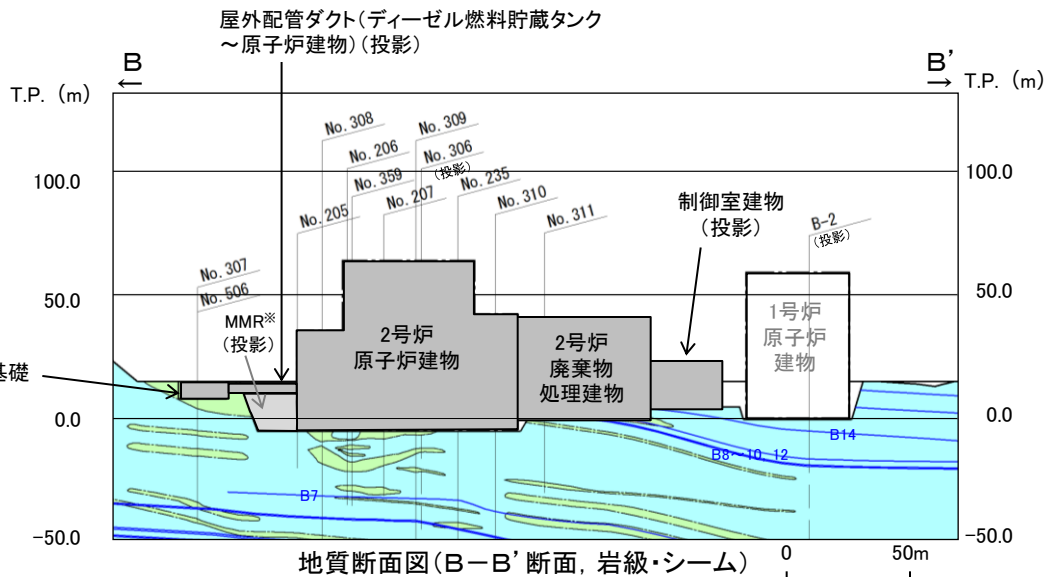 屋外配管ダクト(ディーゼル燃料貯蔵タンク
~原子炉建物)(投影)
B
B’
T.P. (m)
T.P. (m)
No. 308
No. 309
No. 206
No. 306
(投影)
No. 359
No. 235
No. 207
No. 310
No. 205
No. 311
制御室建物
(投影)
B-2
(投影)
100.0
100.0
No. 307
No. 506
50.0
50.0
MMR※
(投影)
2号炉
原子炉建物
2号炉
廃棄物
処理建物
1号炉
原子炉
建物
基礎
0.0
0.0
B14
B8~10, 12
B7
-50.0
-50.0
地質断面図(B-B’断面, 岩級・シーム)
0
50m